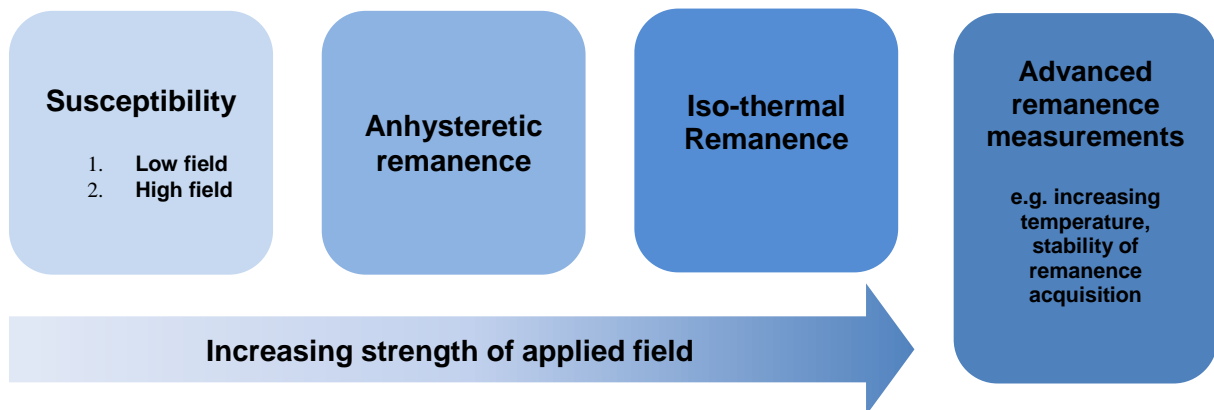 Susceptibility
1. Low field
2. High field
Anhysteretic
remanence
Iso-thermal
Remanence
Advanced
remanence
measurements
e.g. increasing
temperature,
stability of
remanence
acquisition
Increasing strength of applied field